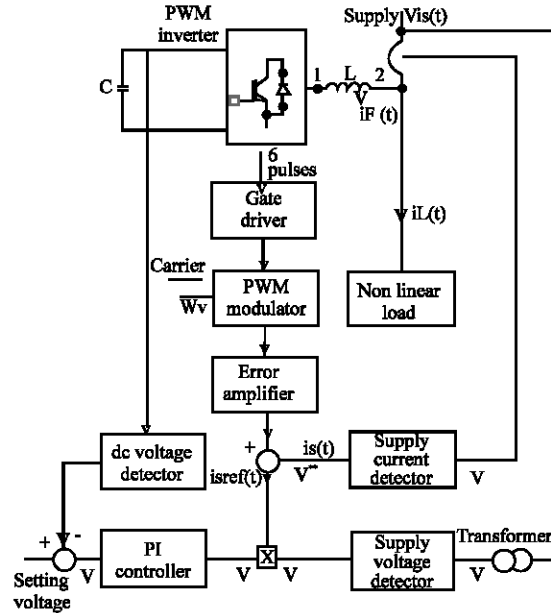 PWM
inverter
Supply Vis(t)
C
1 L 2
V
iF (t)
6
pulses
Gate
driver
iL(t)
Carrier
Wv
PWM
modulator
Non linear
load
Error
amplifier
dc voltage
detector
+
is(t)
isref(t)
V**
Supply
current
detector
V
+ -
Setting
voltage
V
PI
controller
V
X
V
Supply
voltage
detector
V
Transformer